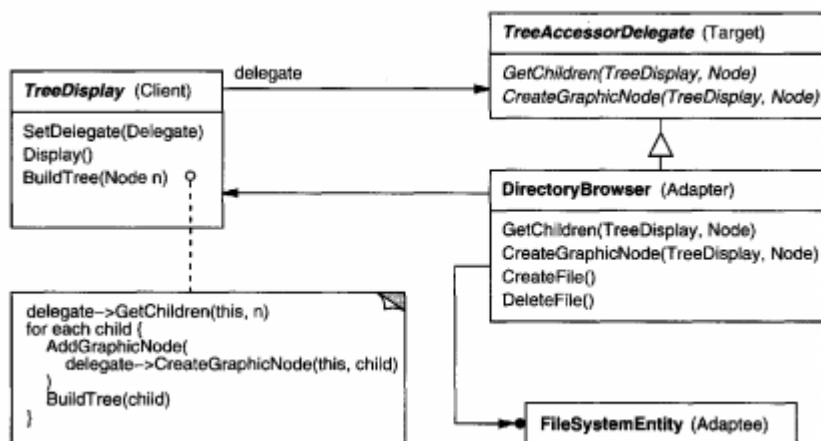 TreeAccessorDelegate (Target)
GetChildren(TreeDisplay, Node)
CreateGraphicNode(TreeDisplay, Node)
delegate
TreeDisplay (Client)
SetDelegate(Delegate)
Display()
BuildTree(Node n)
DirectoryBrowser (Adapter)
GetChildren(TreeDisplay, Node)
CreateGraphicNode(TreeDisplay, Node)
CreateFile()
DeleteFile()
delegate–>GetChildren(this, n)
for each child {
AddGraphicNode(
delegate–>CreateGraphicNode(this, child)
)
BuildTree(child)
}
FileSystemEntity (Adaptee)